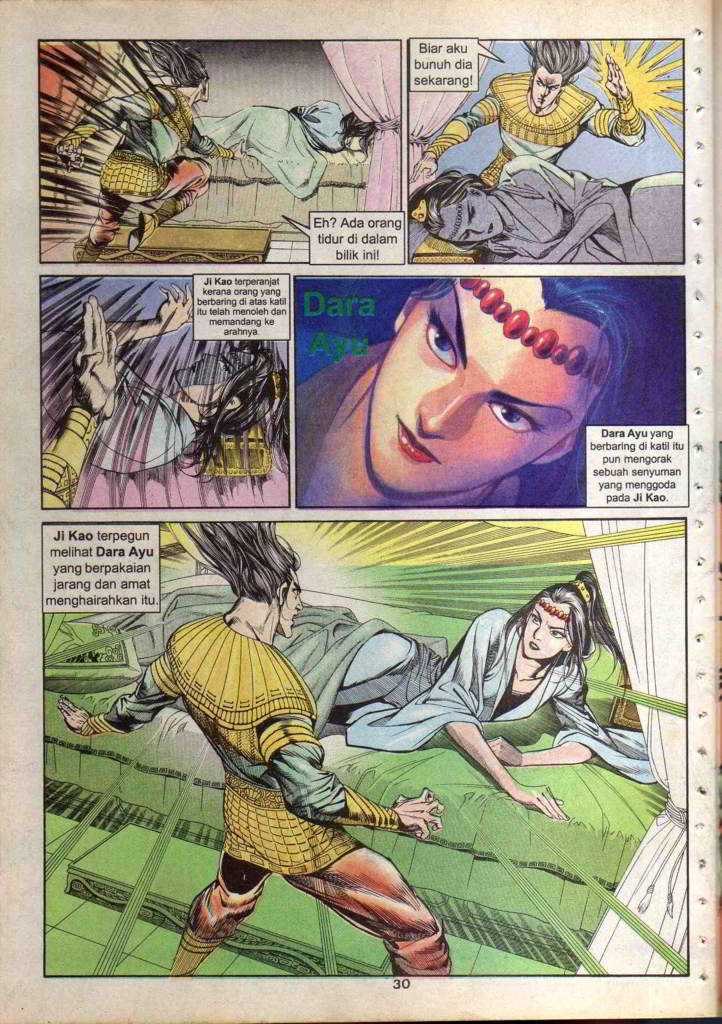 Eh? Ada orang
tidur di dalam
bilik ini!
Biar aku
bunuh dia
sekarang!
Ji Kao terperanjat
kerana orang yang
berbaring di atas katil
itu telah menoleh dan
memandang ke
arahnya.
Dara
Ayu
Dara Ayu yang
berbaring di katil itu
pun mengorak
sebuah senyuman
yang menggoda
pada Ji Kao.
Ji Kao terpegun
melihat Dara Ayu
yang berpakaian
jarang dan amat
menghairahkan itu.
30